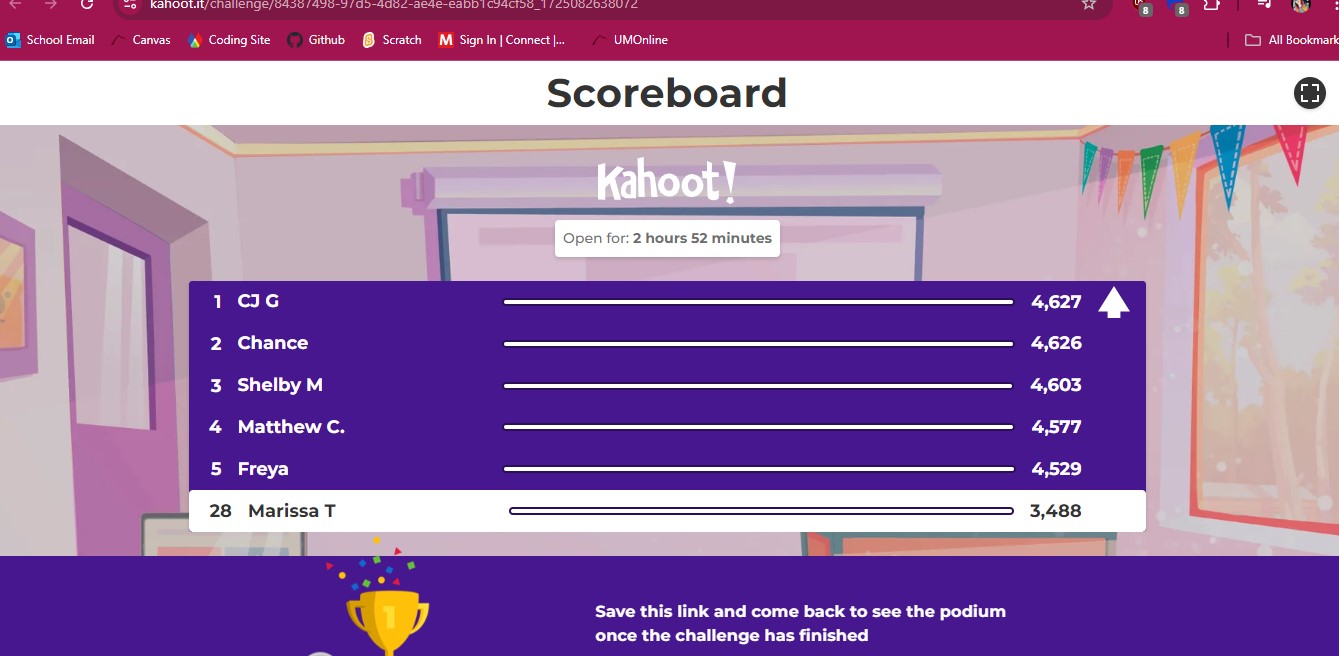 kahoot.it/challenge/84387498-97d5-4d82-ae4e-eabb1c94cf58_1725082638072
8 8
School Email Canvas Coding Site Github Scratch Sign In | Connect |... UMOnline All Bookmark
Scoreboard
Kahoot!
Open for: 2 hours 52 minutes
1 CJ G 4,627
2 Chance 4,626
3 Shelby M 4,603
4 Matthew C. 4,577
5 Freya 4,529
28 Marissa T 3,488
1
Save this link and come back to see the podium
once the challenge has finished